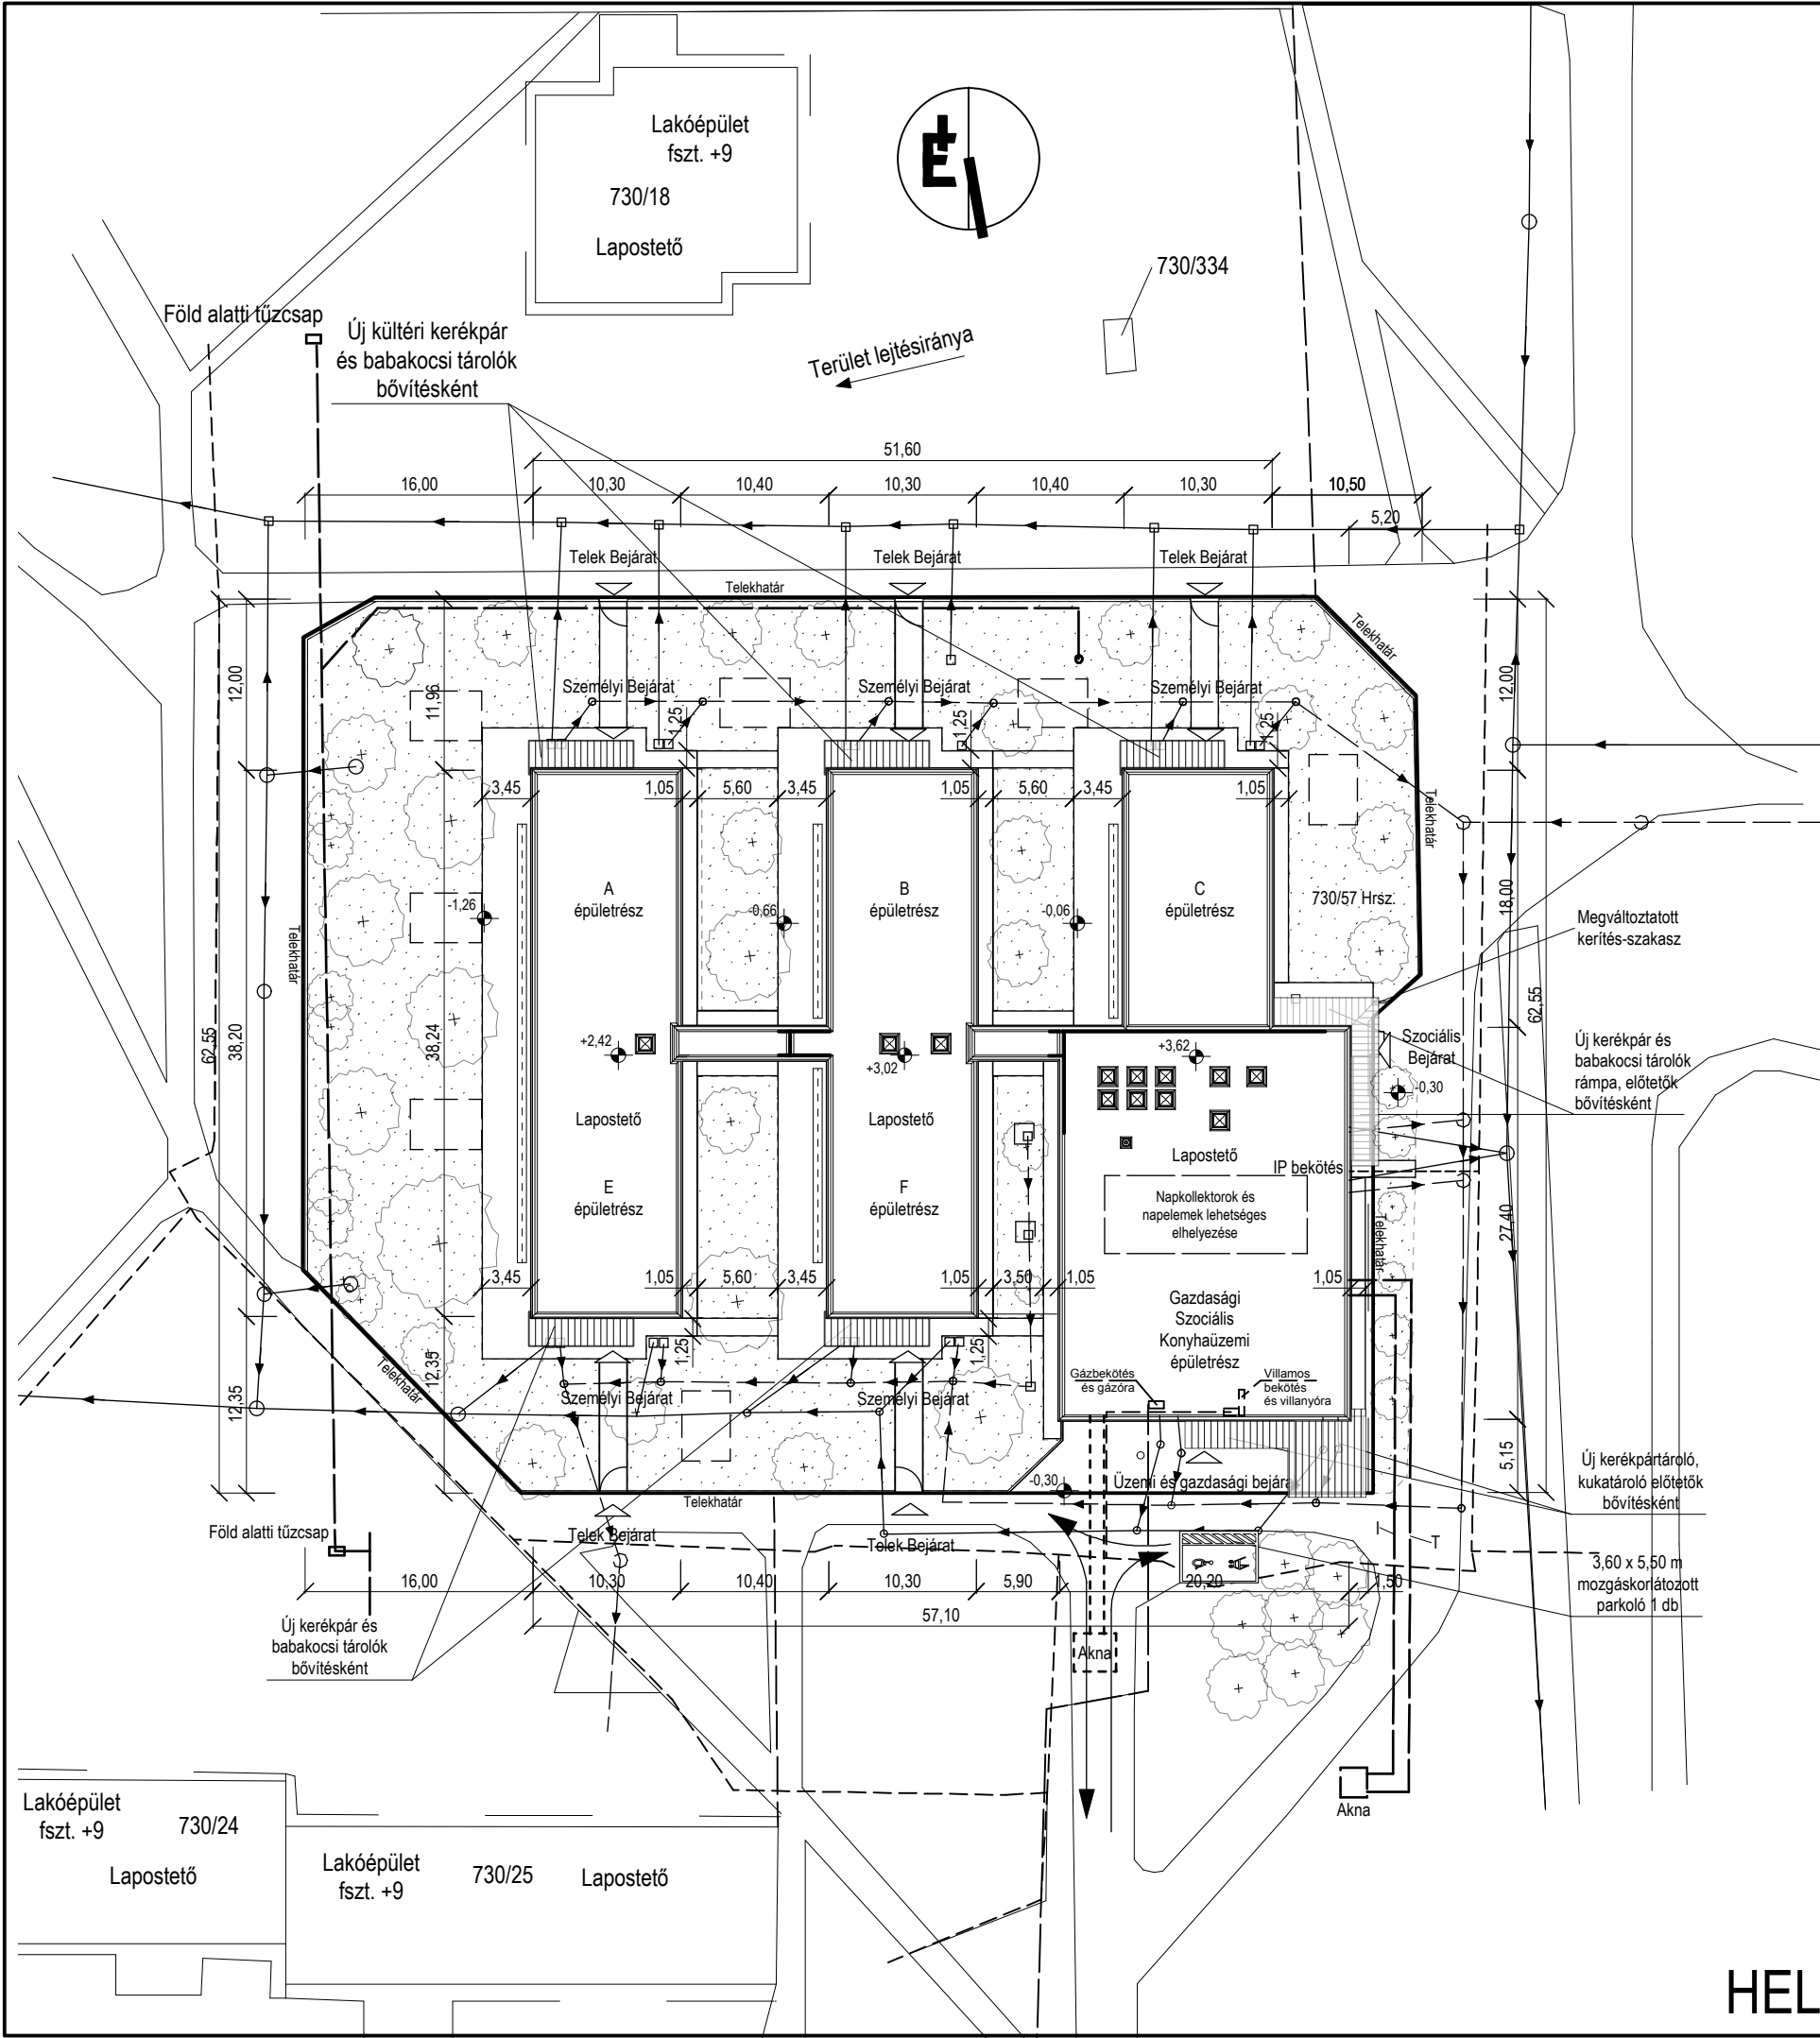 Lakóépület
fszt. +9
730/18
Lapostető
É
730/334
Föld alatti tűzcsap
Új kültéri kerékpár
és babakocsi tárolók
bővítésként
Terület lejtésiránya
51,60
16,00
10,30
10,40
10,30
10,40
10,30
10,50
5,20
Telek Bejárat
Telek Bejárat
Telek Bejárat
Telekhatár
Telekhatár
12,00
11,96
12,00
Személyi Bejárat
Személyi Bejárat
Személyi Bejárat
1,25
1,25
1,25
3,45
1,05
5,60
3,45
1,05
5,60
3,45
1,05
Telekhatár
A
épületrész
B
épületrész
C
épületrész
730/57 Hrsz.
-1,26
-0,66
-0,06
18,00
Megváltoztatott
kerítés-szakasz
Telekhatár
62,55
38,20
38,24
62,55
+2,42
+3,02
+3,62
Szociális
Bejárat
-0,30
Új kerékpár és
babakocsi tárolók
rámpa, előtetők
bővítésként
Lapostető
Lapostető
Lapostető
IP bekötés
E
épületrész
F
épületrész
Napkollektorok és
napelemek lehetséges
elhelyezése
27,40
Telekhatár
3,45
1,05
5,60
3,45
1,05
3,50
1,05
1,05
Gazdasági
Szociális
Konyhaüzemi
épületrész
1,25
1,25
Gázbekötés
és gázóra
Villamos
bekötés
és villanyóra
Telekhatár
12,35
12,35
Személyi Bejárat
Személyi Bejárat
5,15
Új kerékpártároló,
kukatároló előtetők
bővítésként
-0,30
Üzemi és gazdasági bejára
Telekhatár
Föld alatti tűzcsap
Telek Bejárat
Telek Bejárat
I
T
3,60 x 5,50 m
mozgáskorlátozott
parkoló 1 db
16,00
10,30
10,40
10,30
5,90
20,20
1,50
57,10
Új kerékpár és
babakocsi tárolók
bővítésként
Akna
Akna
Lakóépület
fszt. +9
730/24
Lapostető
Lakóépület
fszt. +9
730/25
Lapostető
HEL